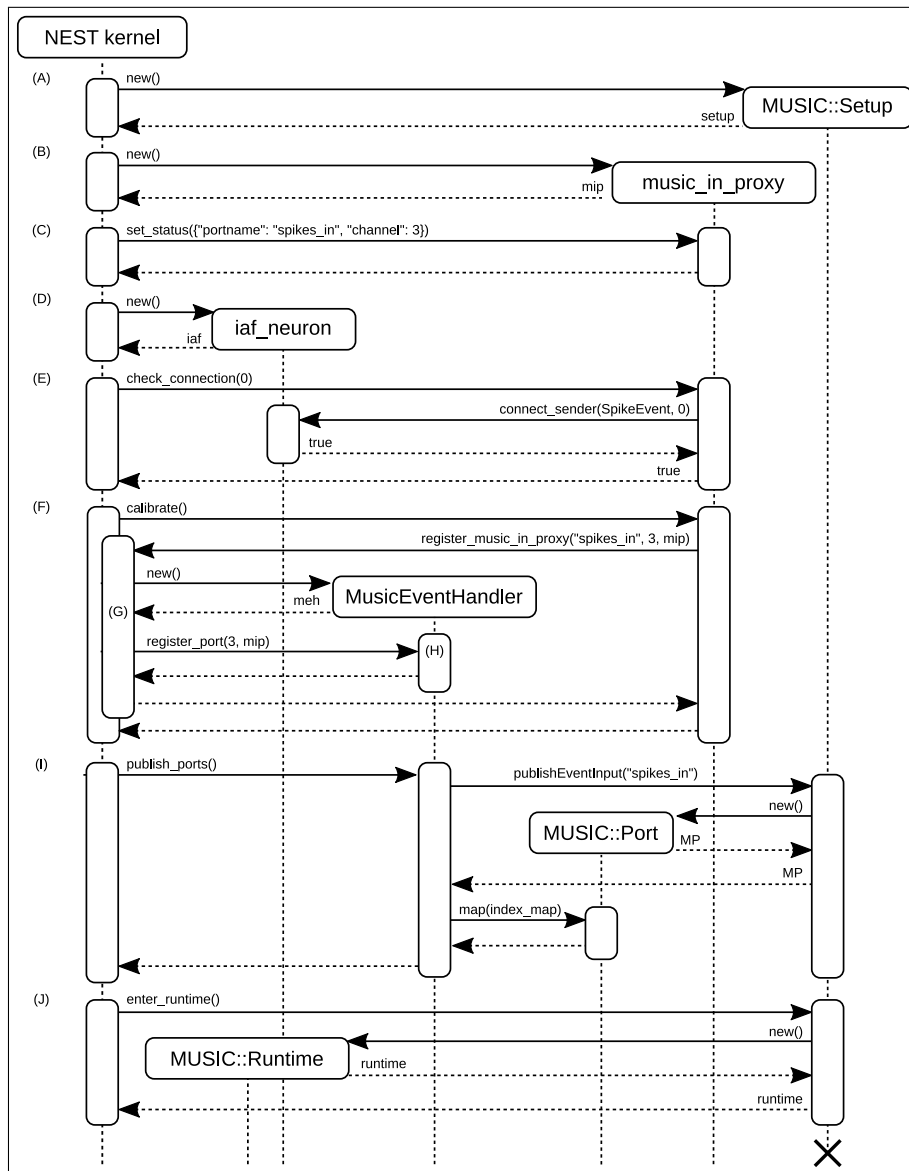 NEST kernel
(A)
new()
MUSIC::Setup
setup
(B)
new()
music_in_proxy
mip
(C)
set_status({"portname": "spikes_in", "channel": 3})
(D)
new()
iaf_neuron
iaf
(E)
check_connection(0)
connect_sender(SpikeEvent, 0)
true
true
(F)
calibrate()
register_music_in_proxy("spikes_in", 3, mip)
new()
MusicEventHandler
meh
(G)
register_port(3, mip)
(H)
(I)
publish_ports()
publishEventInput("spikes_in")
new()
MUSIC::Port
MP
MP
map(index_map)
(J)
enter_runtime()
new()
MUSIC::Runtime
runtime
runtime